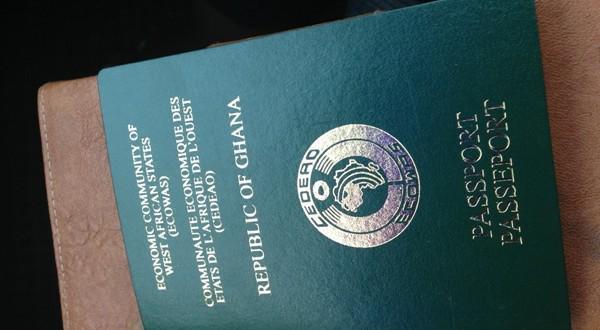 ECONOMIC COMMUNITY OF
WEST AFRICAN STATES
(ECOWAS)
COMMUNAUTE ECONOMIQUE DES
ETATS DE L'AFRIQUE DE L'OUEST
(CEDEAO)
REPUBLIC OF GHANA
CEDEAO
ECOWAS
PASSPORT
PASSEPORT